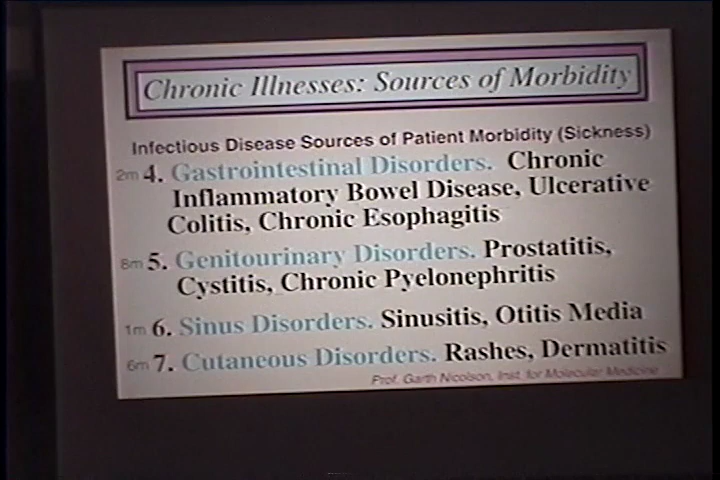 Chronic Illnesses: Sources of Morbidity
Infectious Disease Sources of Patient Morbidity (Sickness)
2m 4. Gastrointestinal Disorders. Chronic
Inflammatory Bowel Disease, Ulcerative
Colitis, Chronic Esophagitis
8m 5. Genitourinary Disorders. Prostatitis,
Cystitis, Chronic Pyelonephritis
1m 6. Sinus Disorders. Sinusitis, Otitis Media
6m 7. Cutaneous Disorders. Rashes, Dermatitis
Prof. Garth Nicolson, Inst. for Molecular Medicine